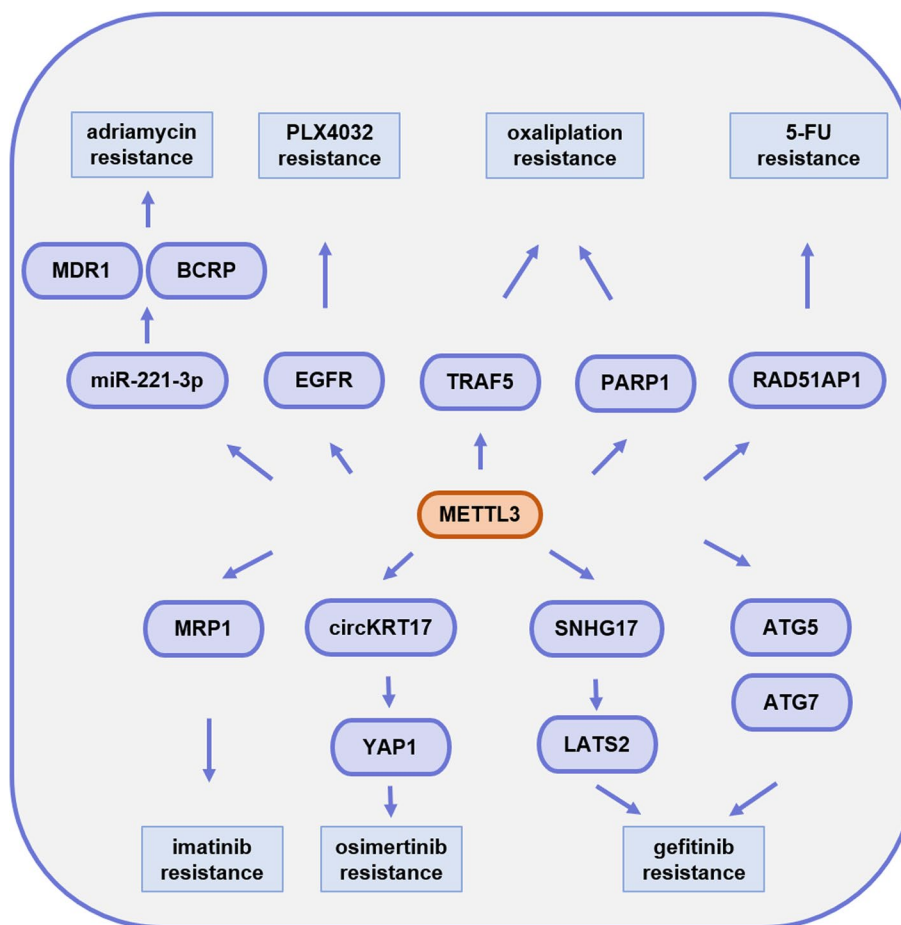 adriamycin
resistance
PLX4032
resistance
oxaliplation
resistance
5-FU
resistance
MDR1
BCRP
miR-221-3p
EGFR
TRAF5
PARP1
RAD51AP1
METTL3
MRP1
circKRT17
SNHG17
ATG5
ATG7
YAP1
LATS2
imatinib
resistance
osimertinib
resistance
gefitinib
resistance